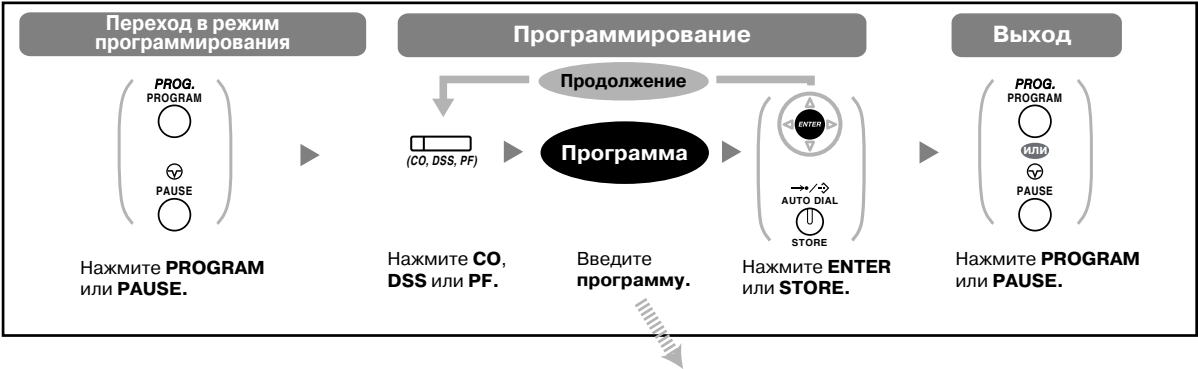 Переход в режим
программирования
Программирование
Выход
Продолжение
PROG.
PROGRAM
PAUSE
(CO, DSS, PF)
Программа
ENTER
AUTO DIAL
STORE
PROG.
PROGRAM
или
PAUSE
Нажмите PROGRAM
или PAUSE.
Нажмите CO,
DSS или PF.
Введите
программу.
Нажмите ENTER
или STORE.
Нажмите PROGRAM
или PAUSE.